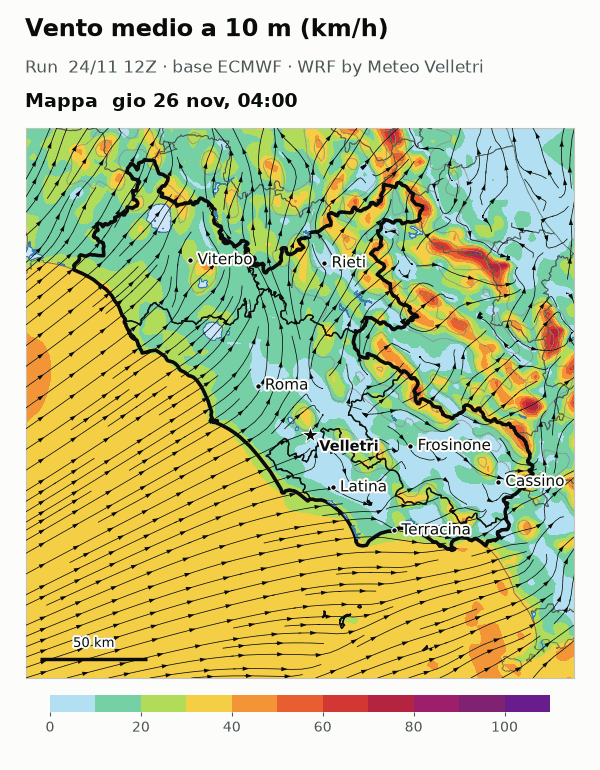 Vento medio a 10 m (km/h)
Run 24/11 12Z · base ECMWF · WRF by Meteo Velletri
Mappa gio 26 nov, 04:00
Viterbo
Rieti
Roma
Velletri
Frosinone
Latina
Cassino
Terracina
50 km
0 20 40 60 80 100